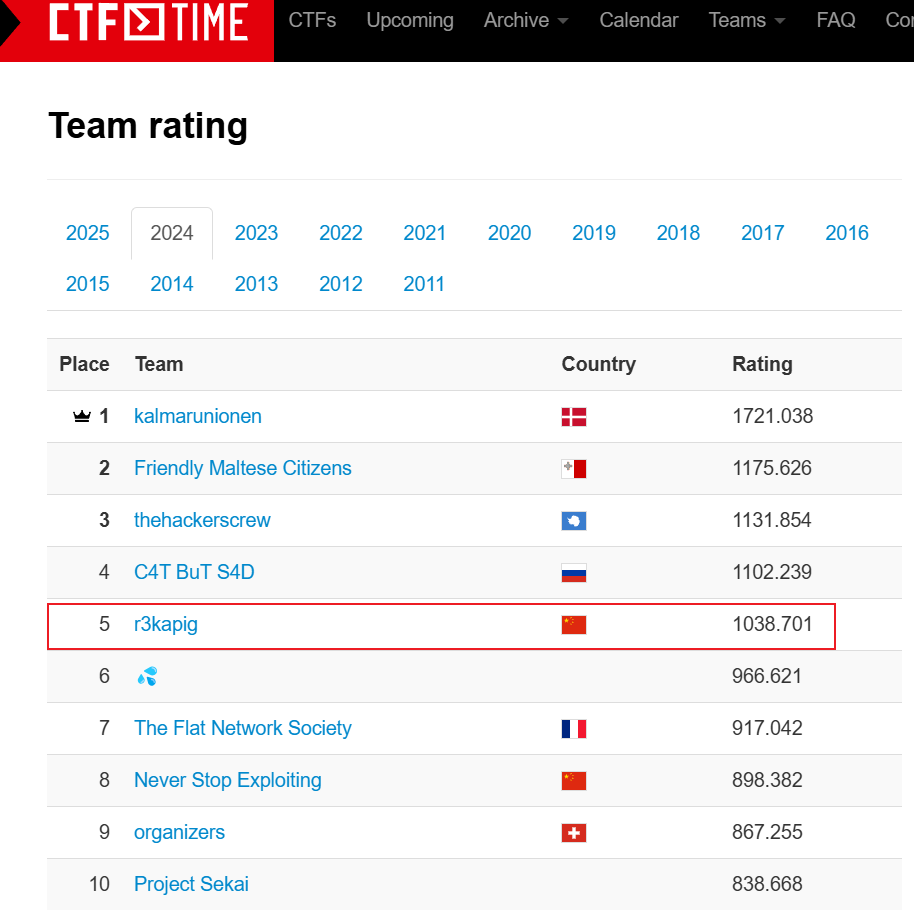 CTF TIME CTFs Upcoming Archive Calendar Teams FAQ
Team rating
2025 2024 2023 2022 2021 2020 2019 2018 2017 2016
2015 2014 2013 2012 2011
Place Team Country Rating
1 kalmarunionen 1721.038
2 Friendly Maltese Citizens 1175.626
3 thehackerscrew 1131.854
4 C4T BuT S4D 1102.239
5 r3kapig 1038.701
6 💦 966.621
7 The Flat Network Society 917.042
8 Never Stop Exploiting 898.382
9 organizers 867.255
10 Project Sekai 838.668